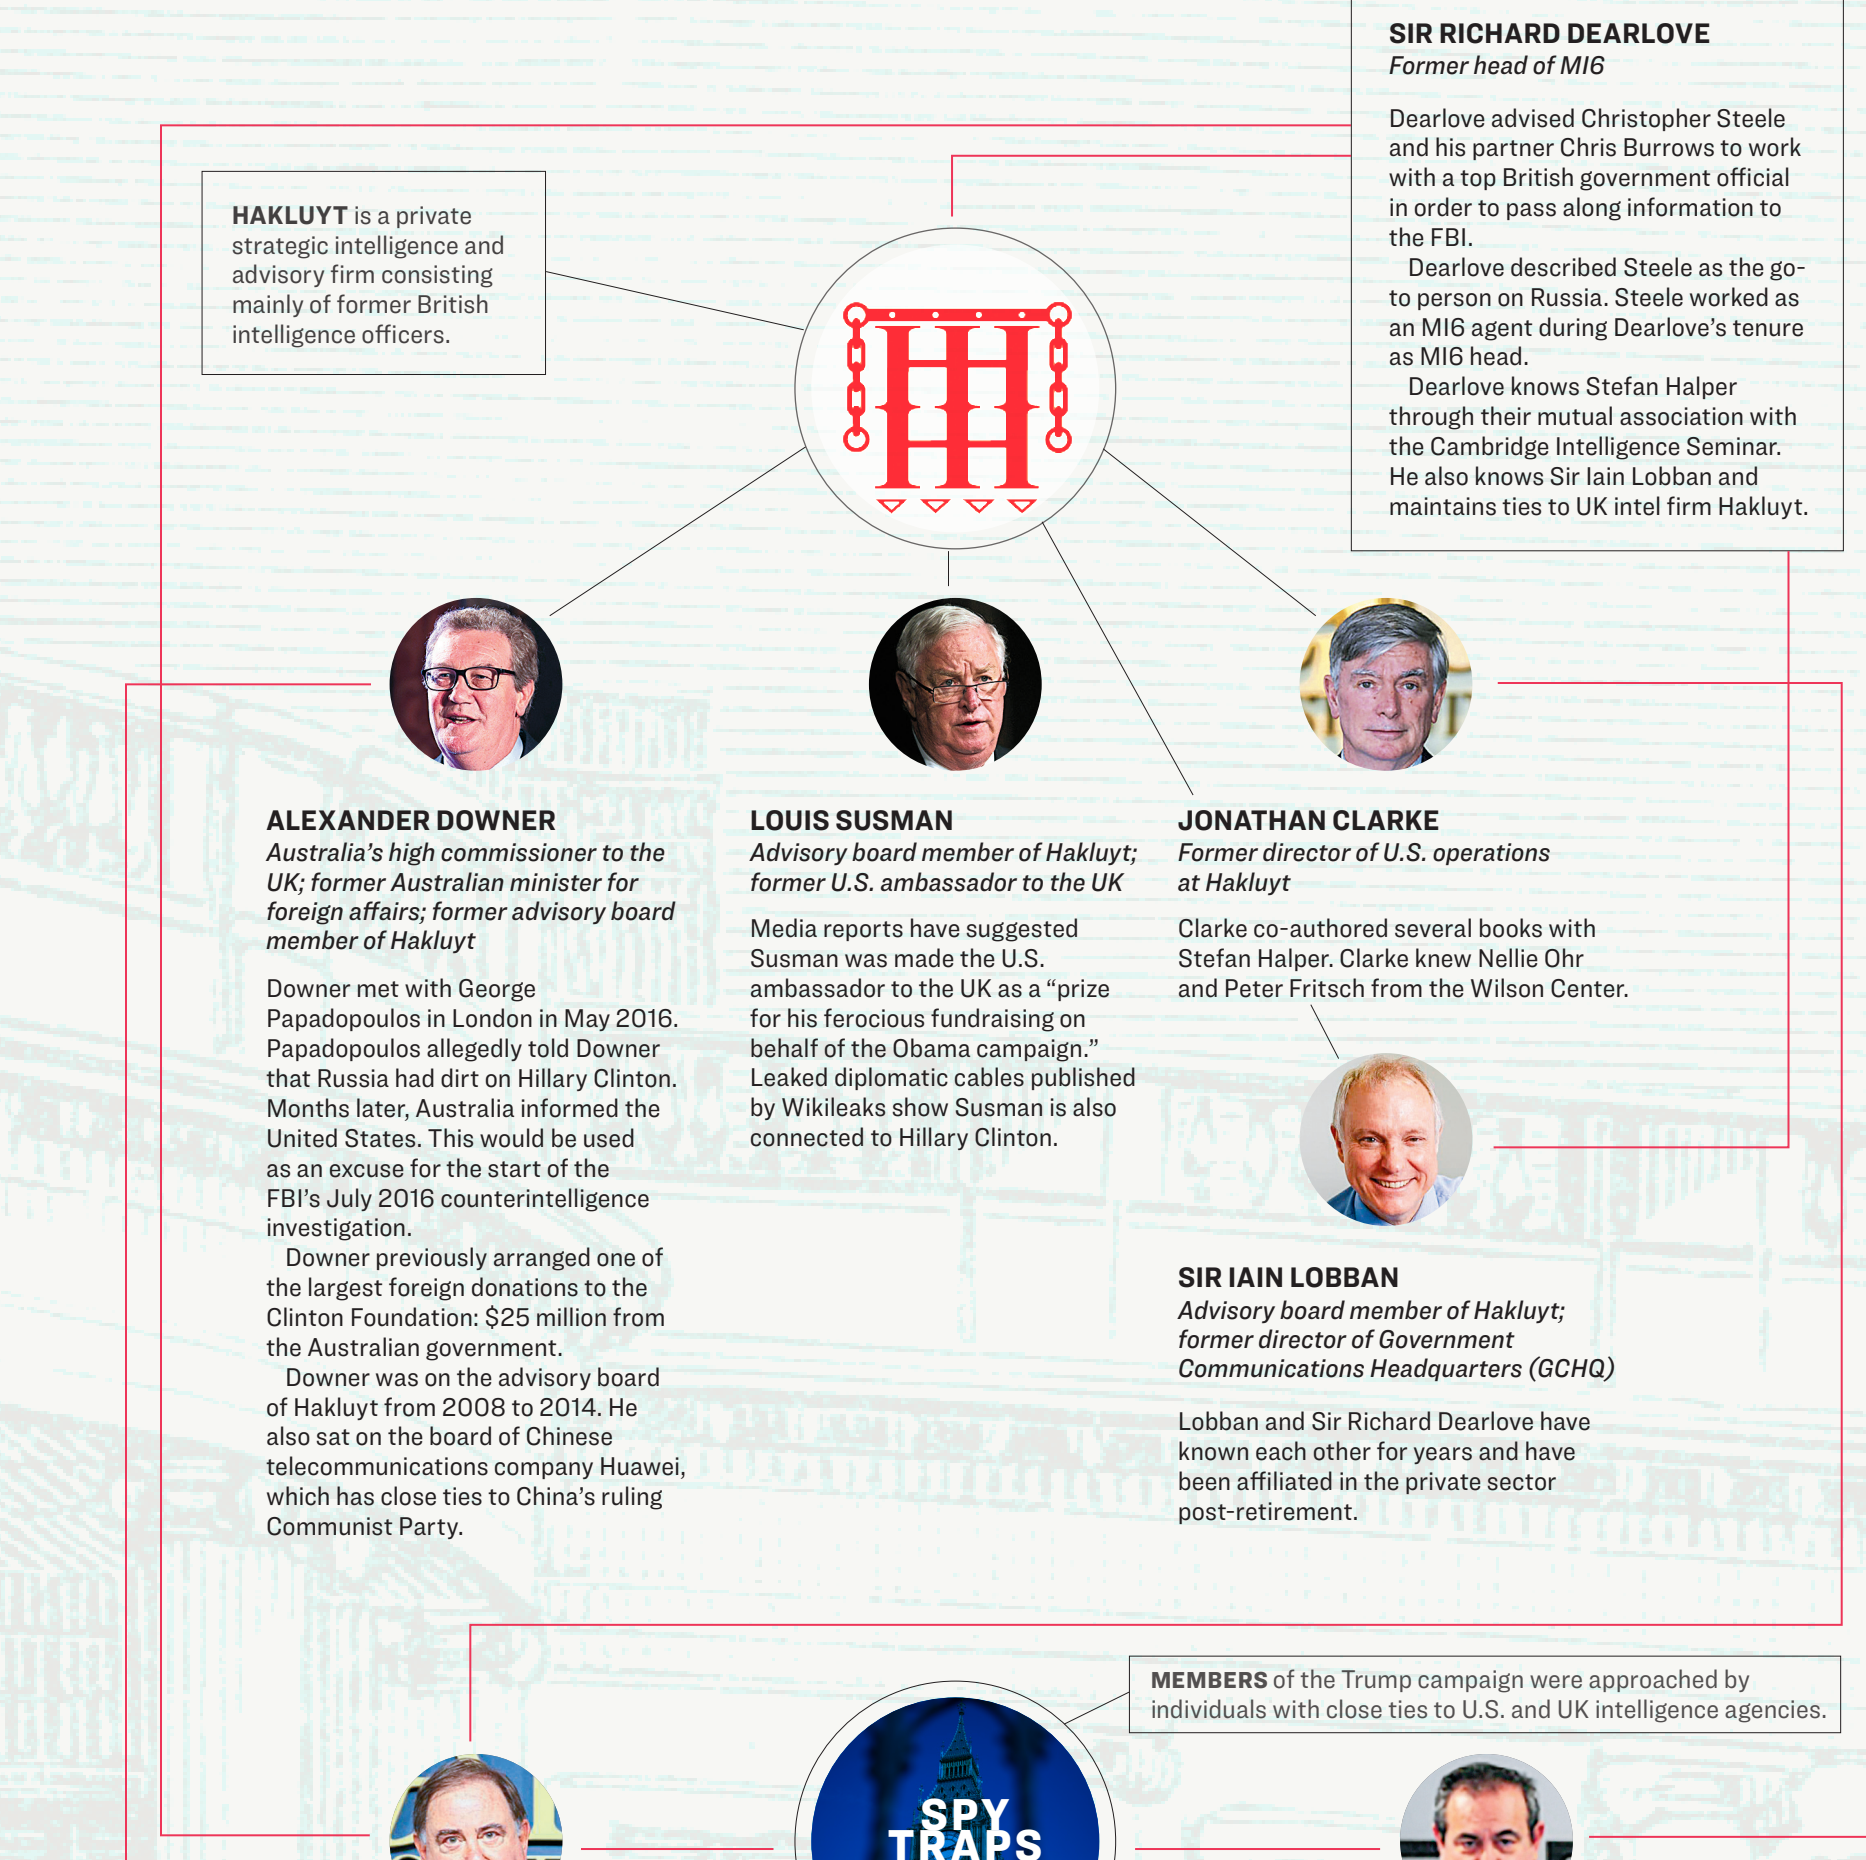 SIR RICHARD DEARLOVE
Former head of MI6
Dearlove advised Christopher Steele
and his partner Chris Burrows to work
with a top British government official
in order to pass along information to
the FBI.
Dearlove described Steele as the go-
to person on Russia. Steele worked as
an MI6 agent during Dearlove’s tenure
as MI6 head.
Dearlove knows Stefan Halper
through their mutual association with
the Cambridge Intelligence Seminar.
He also knows Sir Iain Lobban and
maintains ties to UK intel firm Hakluyt.
HAKLUYT is a private
strategic intelligence and
advisory firm consisting
mainly of former British
intelligence officers.
ALEXANDER DOWNER
Australia’s high commissioner to the
UK; former Australian minister for
foreign affairs; former advisory board
member of Hakluyt
Downer met with George
Papadopoulos in London in May 2016.
Papadopoulos allegedly told Downer
that Russia had dirt on Hillary Clinton.
Months later, Australia informed the
United States. This would be used
as an excuse for the start of the
FBI’s July 2016 counterintelligence
investigation.
Downer previously arranged one of
the largest foreign donations to the
Clinton Foundation: $25 million from
the Australian government.
Downer was on the advisory board
of Hakluyt from 2008 to 2014. He
also sat on the board of Chinese
telecommunications company Huawei,
which has close ties to China’s ruling
Communist Party.
LOUIS SUSMAN
Advisory board member of Hakluyt;
former U.S. ambassador to the UK
Media reports have suggested
Susman was made the U.S.
ambassador to the UK as a “prize
for his ferocious fundraising on
behalf of the Obama campaign.”
Leaked diplomatic cables published
by Wikileaks show Susman is also
connected to Hillary Clinton.
JONATHAN CLARKE
Former director of U.S. operations
at Hakluyt
Clarke co-authored several books with
Stefan Halper. Clarke knew Nellie Ohr
and Peter Fritsch from the Wilson Center.
SIR IAIN LOBBAN
Advisory board member of Hakluyt;
former director of Government
Communications Headquarters (GCHQ)
Lobban and Sir Richard Dearlove have
known each other for years and have
been affiliated in the private sector
post-retirement.
MEMBERS of the Trump campaign were approached by
individuals with close ties to U.S. and UK intelligence agencies.
SPY
TRAPS